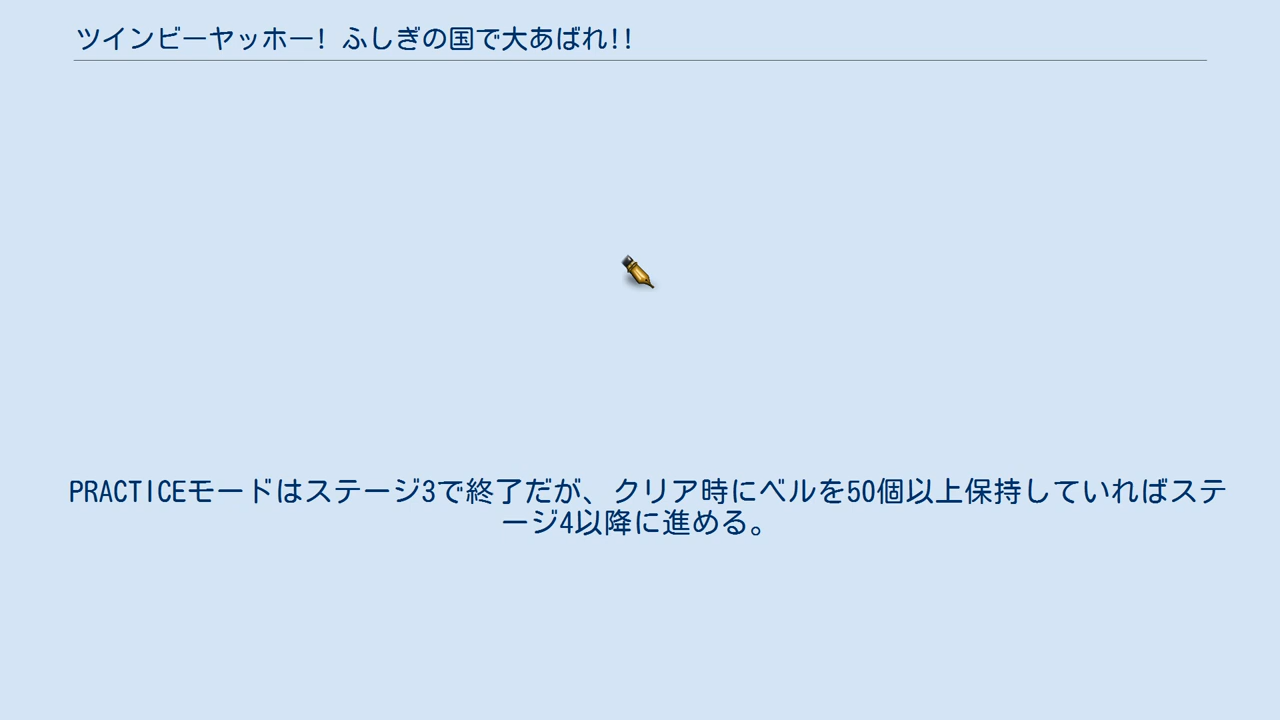 ツインビーヤッホー! ふしぎの国で大あばれ!!
PRACTICEモードはステージ3で終了だが、クリア時にベルを50個以上保持していればステ
ージ4以降に進める。